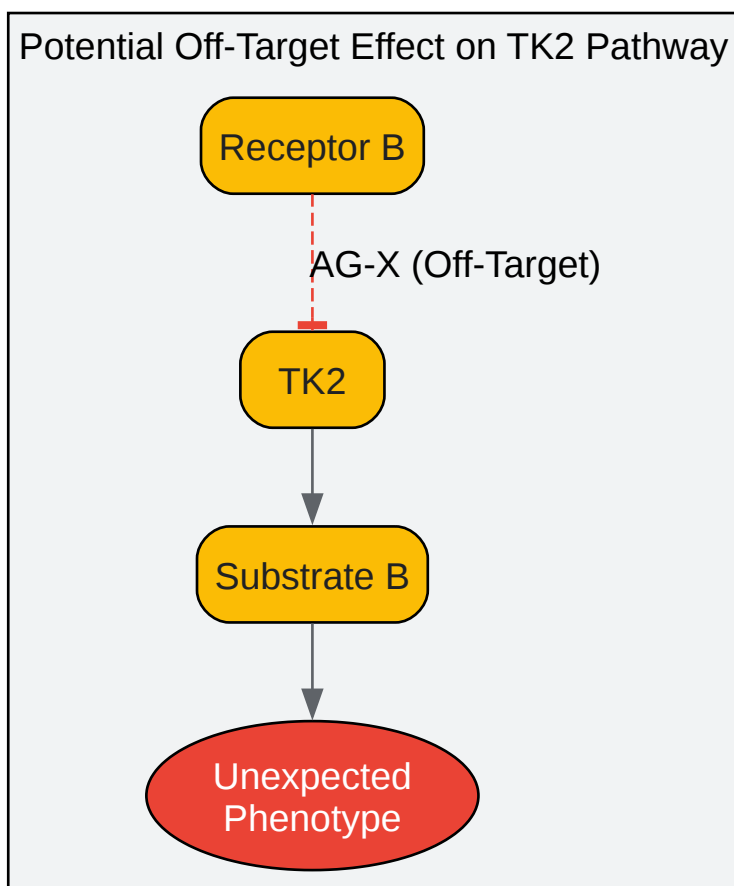 Potential Off-Target Effect on TK2 Pathway
Receptor B
AG-X (Off-Target)
TK2
Substrate B
Unexpected
Phenotype